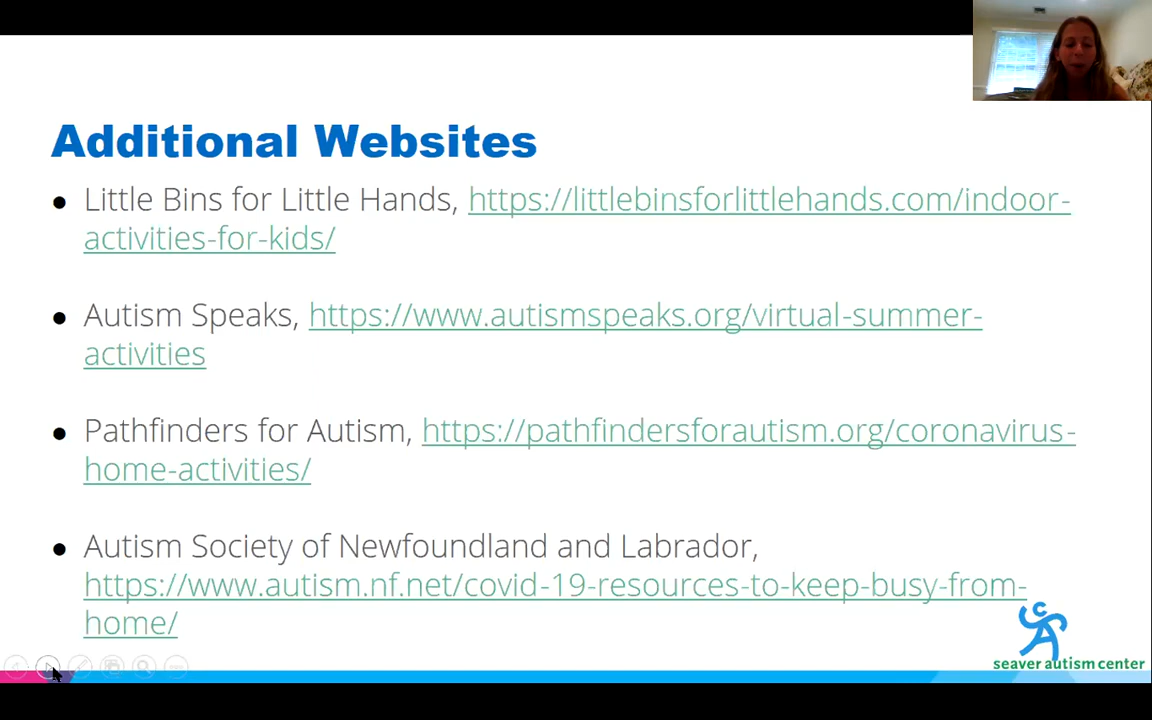 Additional Websites
● Little Bins for Little Hands, https://littlebinsforlittlehands.com/indoor-
activities-for-kids/
● Autism Speaks, https://www.autismspeaks.org/virtual-summer-
activities
● Pathfinders for Autism, https://pathfindersforautism.org/coronavirus-
home-activities/
● Autism Society of Newfoundland and Labrador,
https://www.autism.nf.net/covid-19-resources-to-keep-busy-from-
home/
seaver autism center